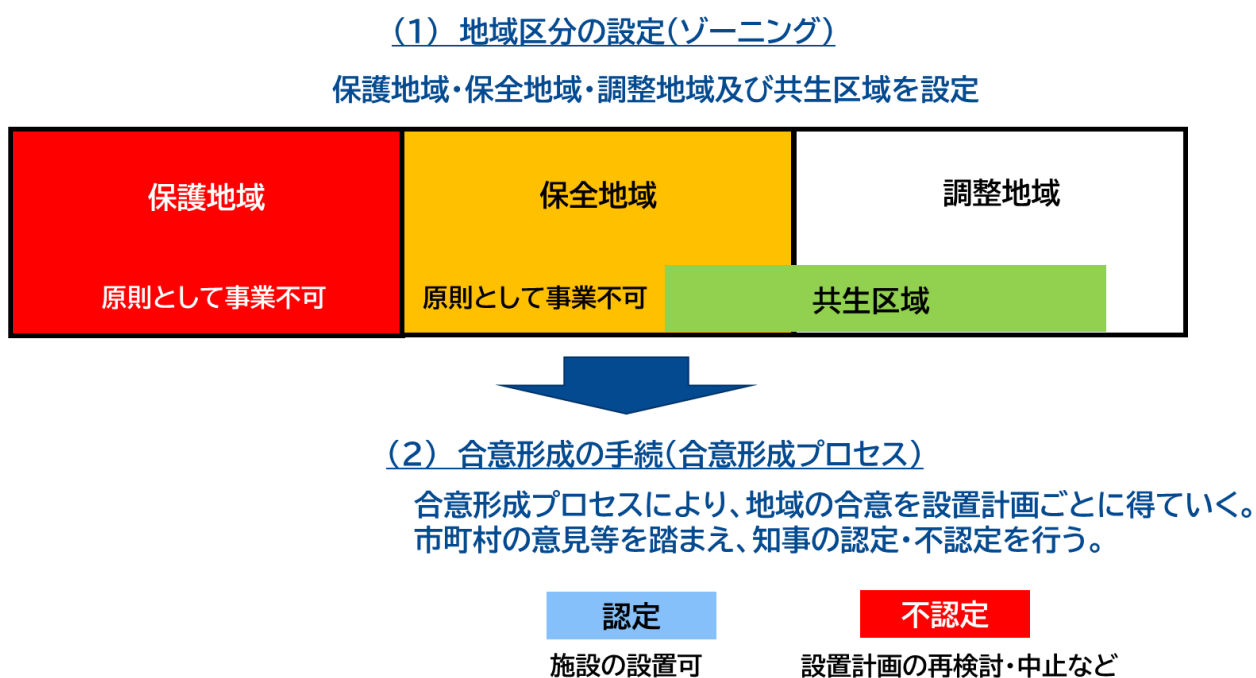 (1) 地域区分の設定(ゾーニング)
保護地域・保全地域・調整地域及び共生区域を設定
保護地域
保全地域
調整地域
原則として事業不可
原則として事業不可
共生区域
(2) 合意形成の手続(合意形成プロセス)
合意形成プロセスにより、地域の合意を設置計画ごとに得ていく。
市町村の意見等を踏まえ、知事の認定・不認定を行う。
認定
不認定
施設の設置可
設置計画の再検討・中止など